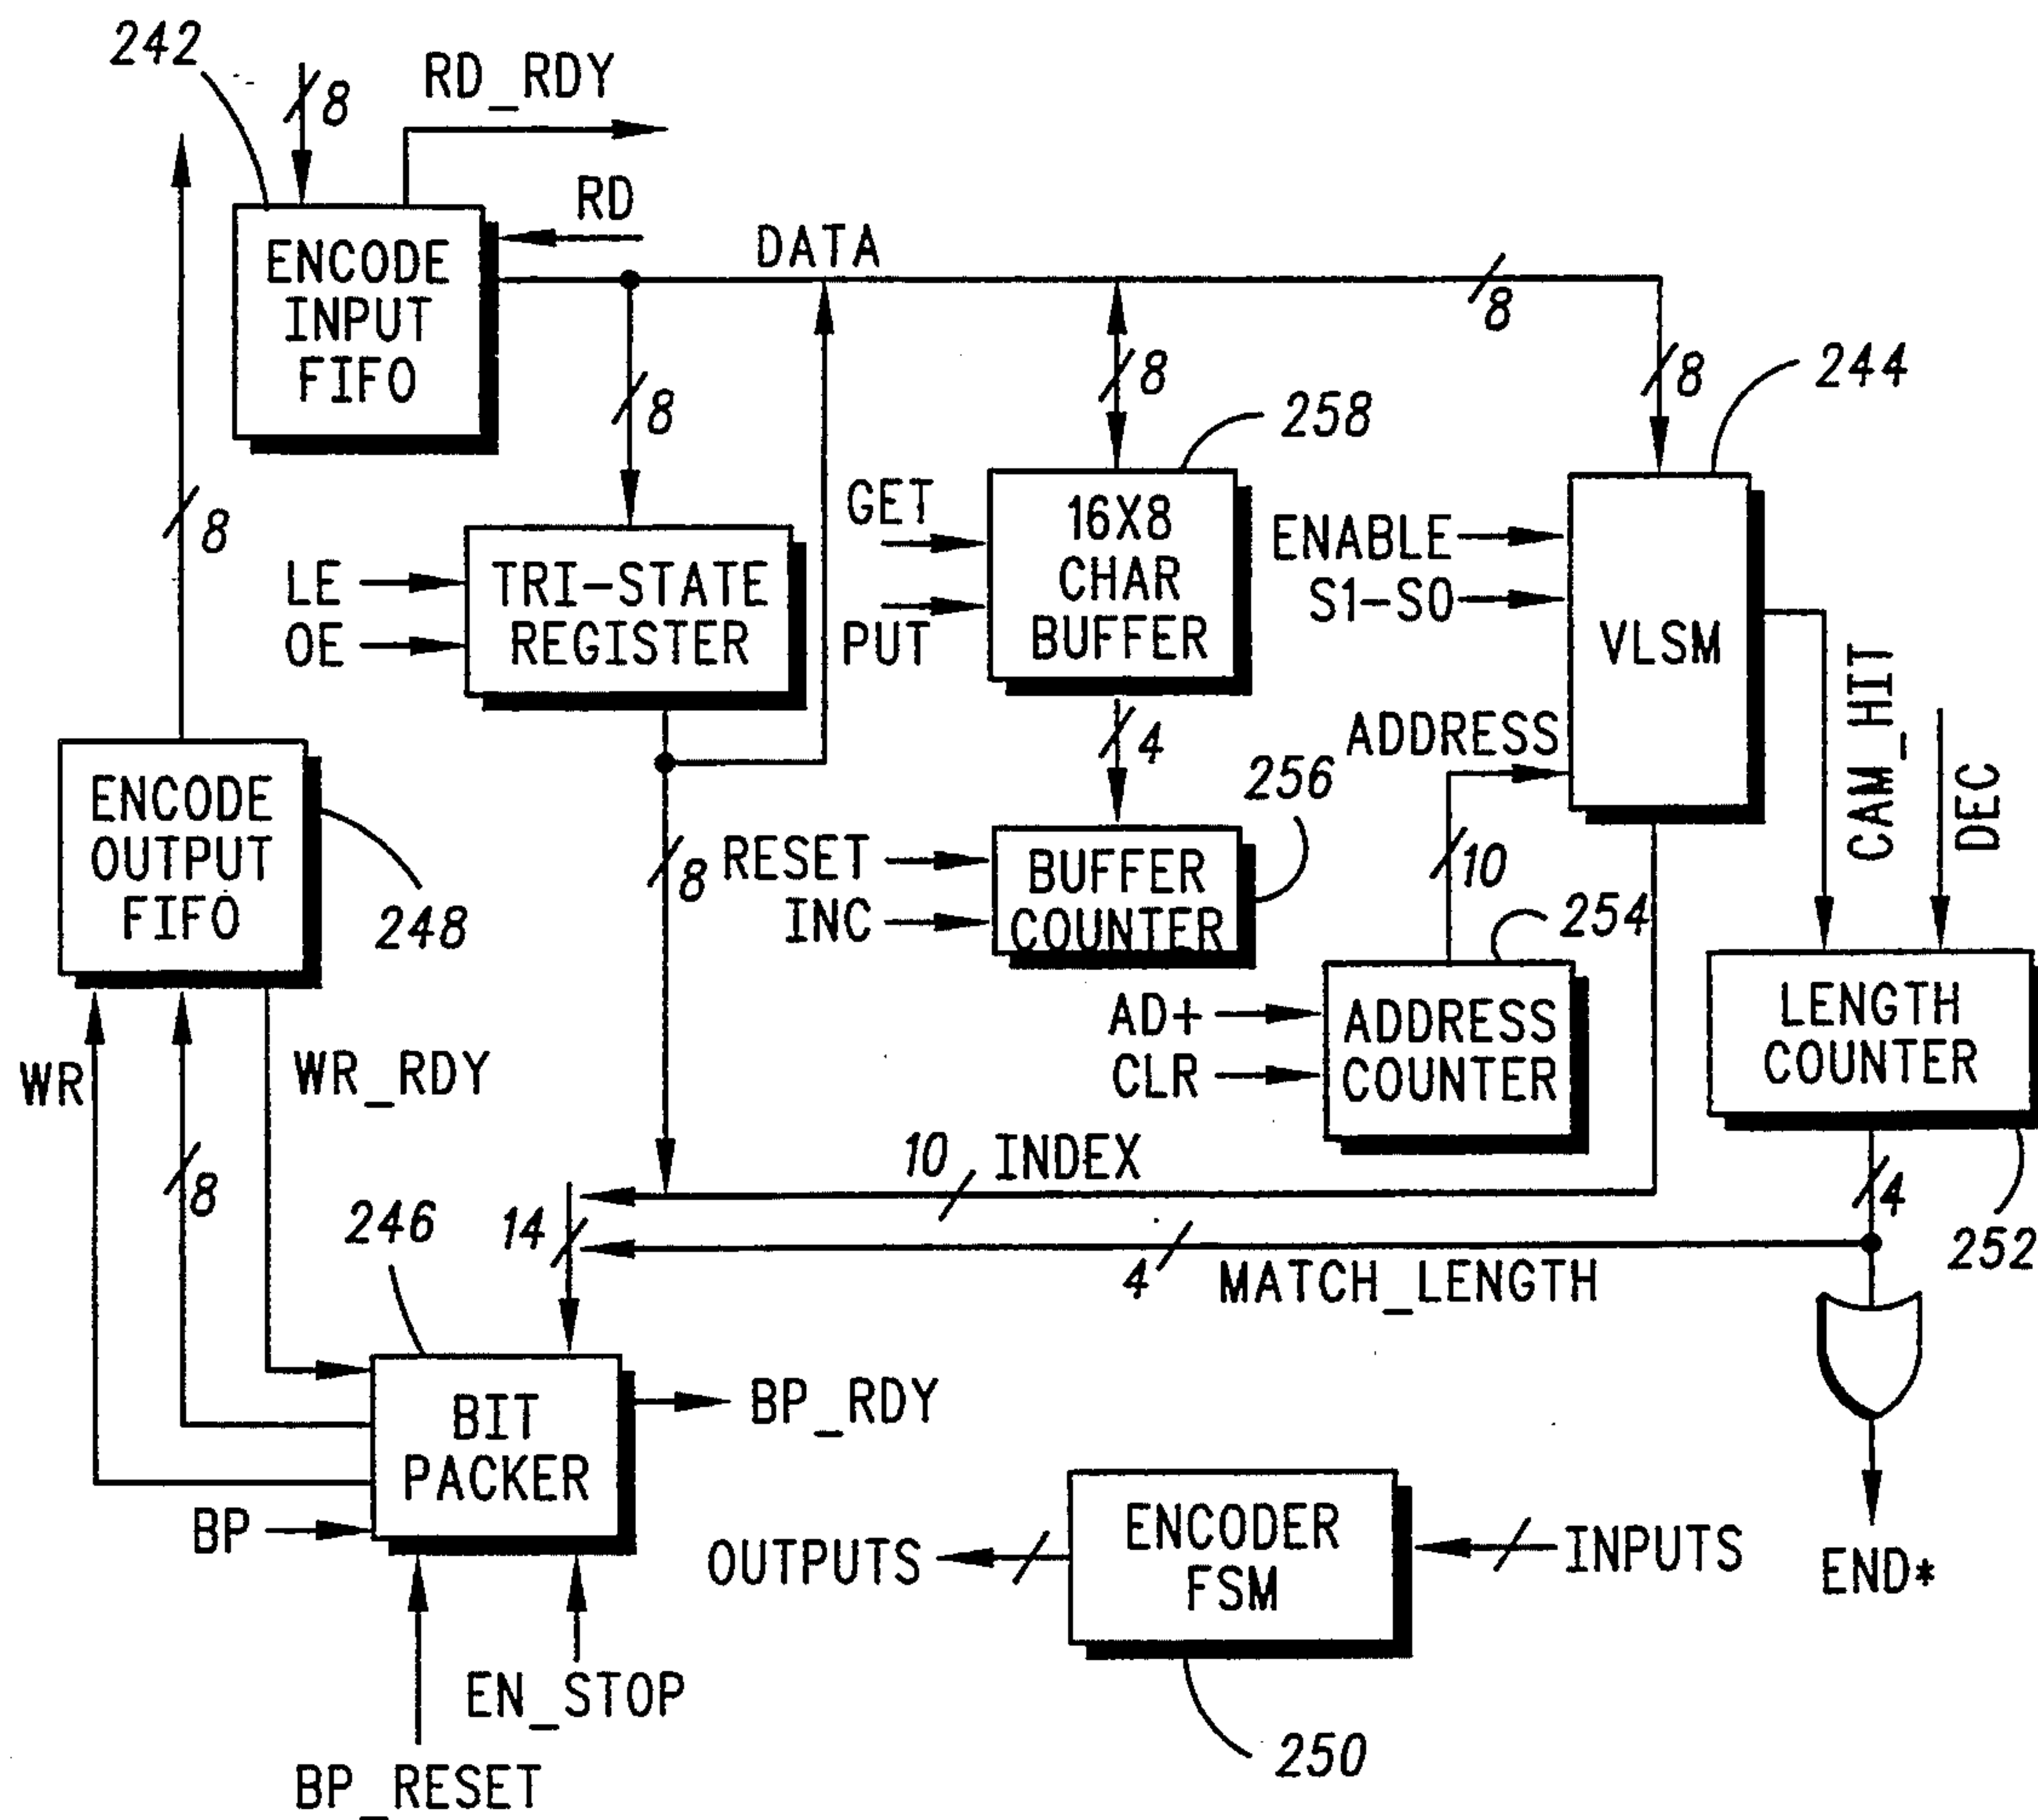 242
8
RD_RDY
RD
ENCODE
INPUT
FIFO
DATA
8
8
8
8
244
258
8
GET
PUT
16X8
CHAR
BUFFER
ENABLE
S1-S0
VLSM
LE
OE
TRI-STATE
REGISTER
4
ADDRESS
CAM_HIT
DEC
ENCODE
OUTPUT
FIFO
248
256
8
RESET
INC
BUFFER
COUNTER
10
254
AD+
CLR
ADDRESS
COUNTER
LENGTH
COUNTER
WR
WR_RDY
8
10
INDEX
4
252
246
14
4
MATCH_LENGTH
BIT
PACKER
BP_RDY
BP
ENCODER
FSM
OUTPUTS
INPUTS
END*
EN_STOP
BP_RESET
250